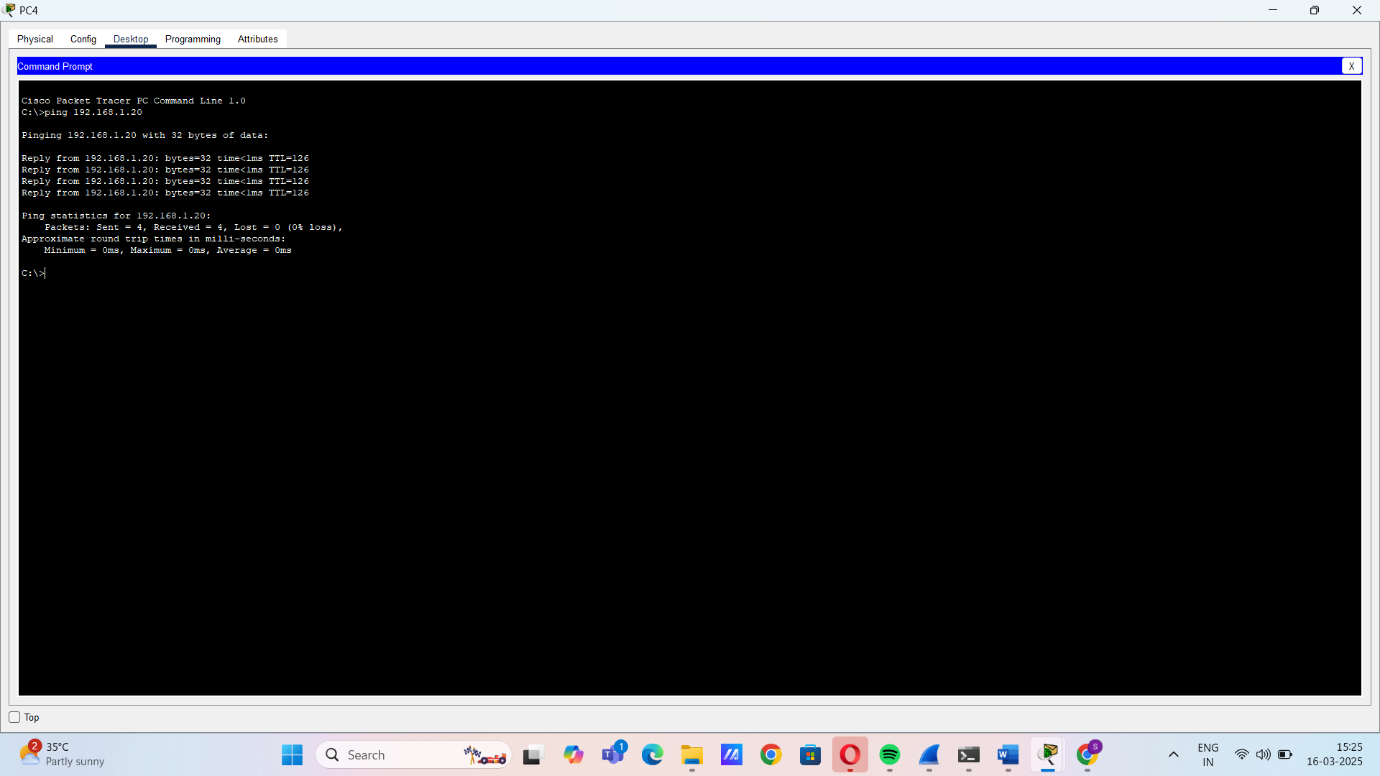 PC4
Physical Config Desktop Programming Attributes
Command Prompt X
Cisco Packet Tracer PC Command Line 1.0
C:\>ping 192.168.1.20
Pinging 192.168.1.20 with 32 bytes of data:
Reply from 192.168.1.20: bytes=32 time<1ms TTL=126
Reply from 192.168.1.20: bytes=32 time<1ms TTL=126
Reply from 192.168.1.20: bytes=32 time<1ms TTL=126
Reply from 192.168.1.20: bytes=32 time<1ms TTL=126
Ping statistics for 192.168.1.20:
Packets: Sent = 4, Received = 4, Lost = 0 (0% loss),
Approximate round trip times in milli-seconds:
Minimum = 0ms, Maximum = 0ms, Average = 0ms
C:\>
Top
2 35°C
Partly sunny
Search
1
S
ENG
IN
15:25
16-03-2025